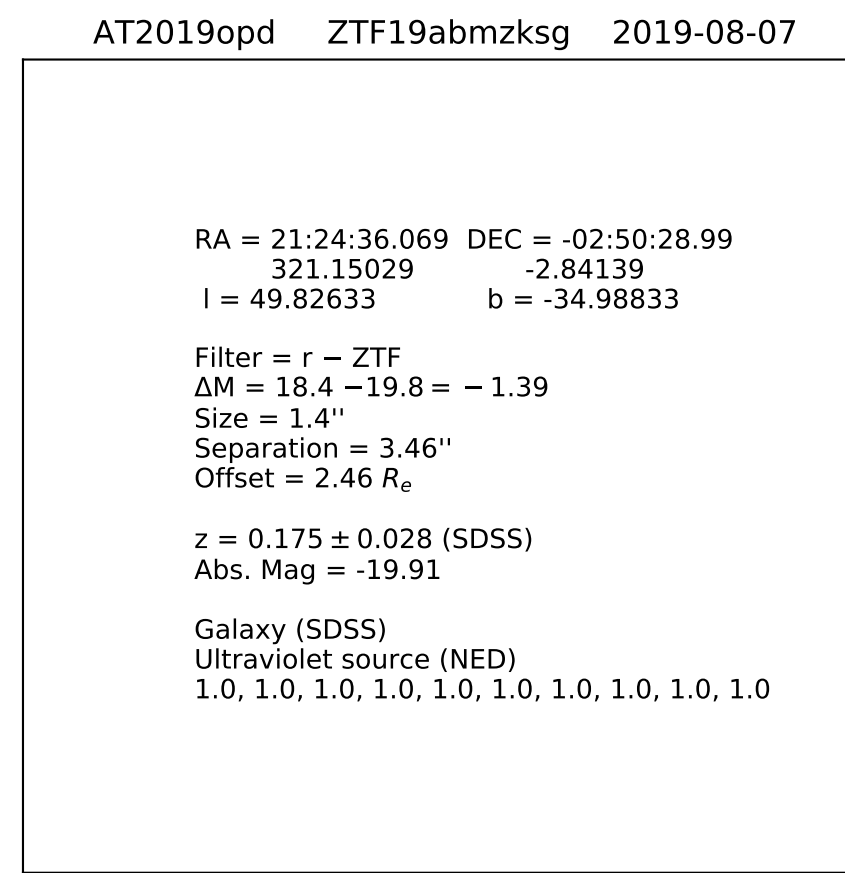 AT2019opd ZTF19abmzksg 2019-08-07
RA = 21:24:36.069 DEC = -02:50:28.99
321.15029 -2.84139
l = 49.82633 b = -34.98833
Filter = r − ZTF
ΔM = 18.4 −19.8 = − 1.39
Size = 1.4''
Separation = 3.46''
Offset = 2.46 Rₑ
z = 0.175 ± 0.028 (SDSS)
Abs. Mag = -19.91
Galaxy (SDSS)
Ultraviolet source (NED)
1.0, 1.0, 1.0, 1.0, 1.0, 1.0, 1.0, 1.0, 1.0, 1.0